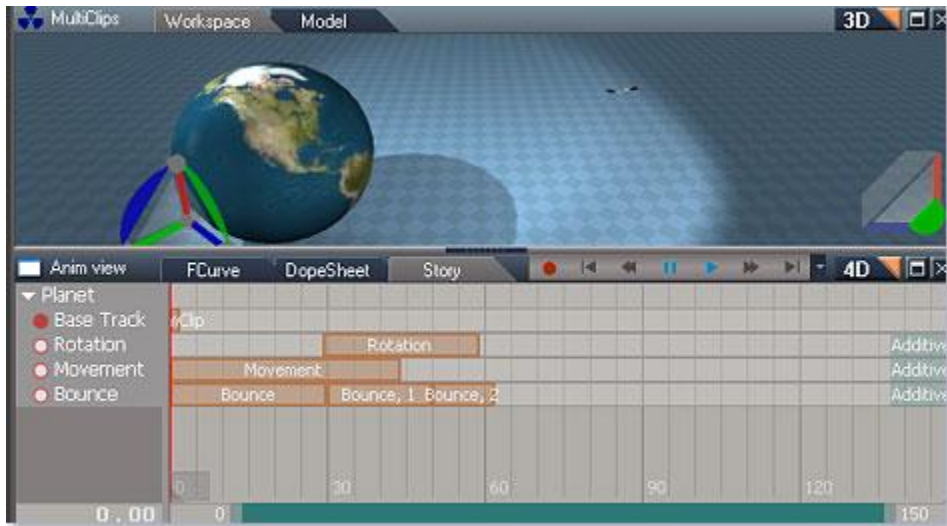 MultiClips Workspace Model 3D
Anim view FCurve DopeSheet Story 4D
Planet
Base Track
Rotation Rotation Additive
Movement Movement Additive
Bounce Bounce Bounce, 1 Bounce, 2 Additive
0 30 60 90 120
0.00 0 150